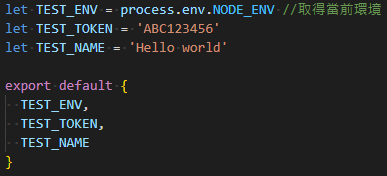 let TEST_ENV = process.env.NODE_ENV //取得當前環境
let TEST_TOKEN = 'ABC123456'
let TEST_NAME = 'Hello world'
export default {
  TEST_ENV,
  TEST_TOKEN,
  TEST_NAME
}